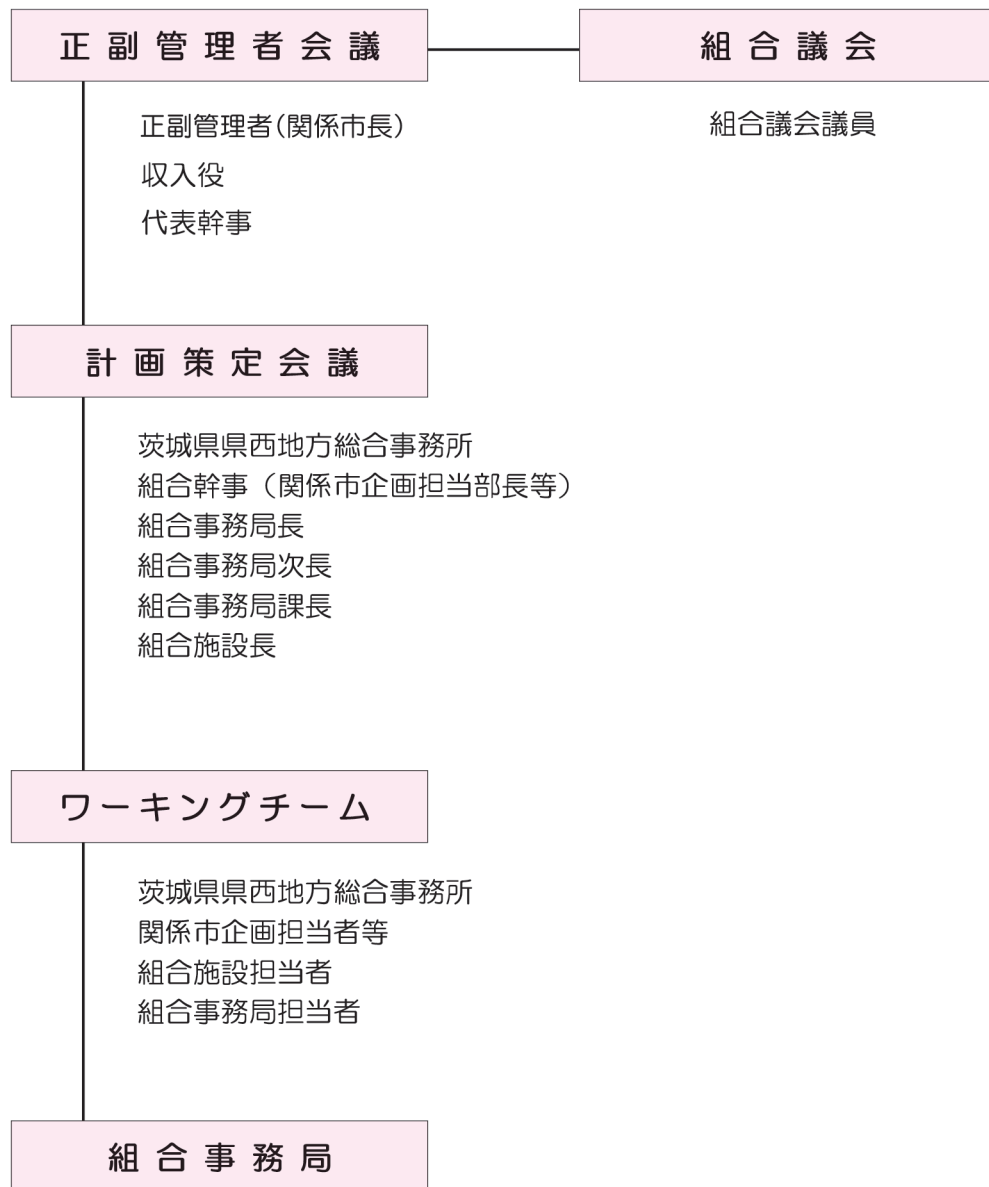 正副管理者会議
組合議会
正副管理者(関係市長)
収入役
代表幹事
組合議会議員
計画策定会議
茨城県県西地方総合事務所
組合幹事（関係市企画担当部長等）
組合事務局長
組合事務局次長
組合事務局課長
組合施設長
ワーキングチーム
茨城県県西地方総合事務所
関係市企画担当者等
組合施設担当者
組合事務局担当者
組合事務局